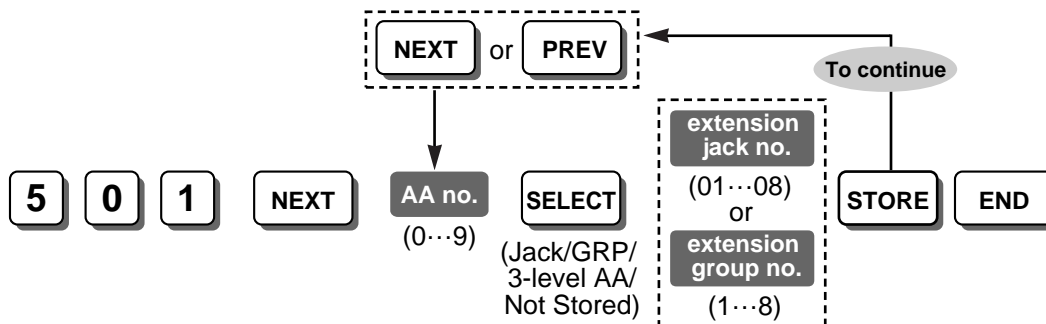 NEXT or PREV
To continue
extension
jack no.
(01···08)
or
extension
group no.
(1···8)
5 0 1 NEXT AA no. SELECT STORE END
(0···9)
(Jack/GRP/
3-level AA/
Not Stored)